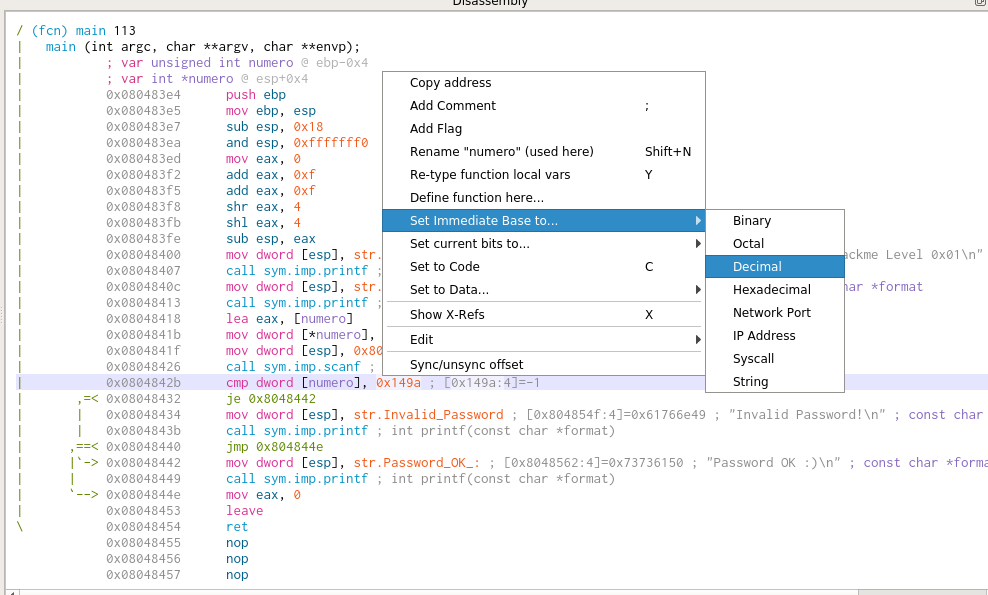 Disassembly
/ (fcn) main 113
|   main (int argc, char **argv, char **envp);
|           ; var unsigned int numero @ ebp-0x4
|           ; var int *numero @ esp+0x4
|           0x080483e4      push ebp
|           0x080483e5      mov ebp, esp
|           0x080483e7      sub esp, 0x18
|           0x080483ea      and esp, 0xfffffff0
|           0x080483ed      mov eax, 0
|           0x080483f2      add eax, 0xf
|           0x080483f5      add eax, 0xf
|           0x080483f8      shr eax, 4
|           0x080483fb      shl eax, 4
|           0x080483fe      sub esp, eax
|           0x08048400      mov dword [esp], str. ackme Level 0x01\n"
|           0x08048407      call sym.imp.printf ;
|           0x0804840c      mov dword [esp], str. har *format
|           0x08048413      call sym.imp.printf ;
|           0x08048418      lea eax, [numero]
|           0x0804841b      mov dword [*numero],
|           0x0804841f      mov dword [esp], 0x80
|           0x08048426      call sym.imp.scanf ;
|           0x0804842b      cmp dword [numero], 0x149a ; [0x149a:4]=-1
|       ,=< 0x08048432      je 0x8048442
|       |   0x08048434      mov dword [esp], str.Invalid_Password ; [0x804854f:4]=0x61766e49 ; "Invalid Password!\n" ; const char
|       |   0x0804843b      call sym.imp.printf ; int printf(const char *format)
|      ,==< 0x08048440      jmp 0x804844e
|      |`-> 0x08048442      mov dword [esp], str.Password_OK_: ; [0x8048562:4]=0x73736150 ; "Password OK :)\n" ; const char *forma
|      |    0x08048449      call sym.imp.printf ; int printf(const char *format)
|      `--> 0x0804844e      mov eax, 0
|           0x08048453      leave
\           0x08048454      ret
            0x08048455      nop
            0x08048456      nop
            0x08048457      nop
Copy address
Add Comment ;
Add Flag
Rename "numero" (used here) Shift+N
Re-type function local vars Y
Define function here...
Set Immediate Base to...
Set current bits to...
Set to Code C
Set to Data...
Show X-Refs X
Edit
Sync/unsync offset
Binary
Octal
Decimal
Hexadecimal
Network Port
IP Address
Syscall
String